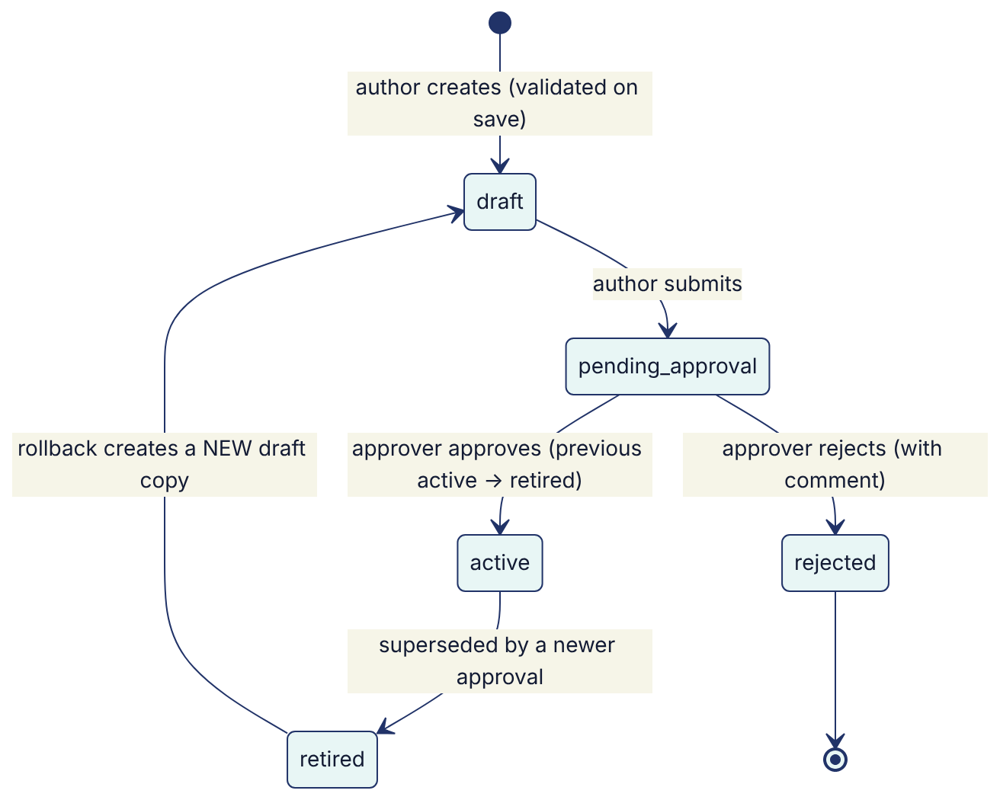 author creates (validated on
save)
draft
author submits
pending_approval
rollback creates a NEW draft
copy
approver approves (previous
active → retired)
approver rejects (with
comment)
active
rejected
superseded by a newer
approval
retired